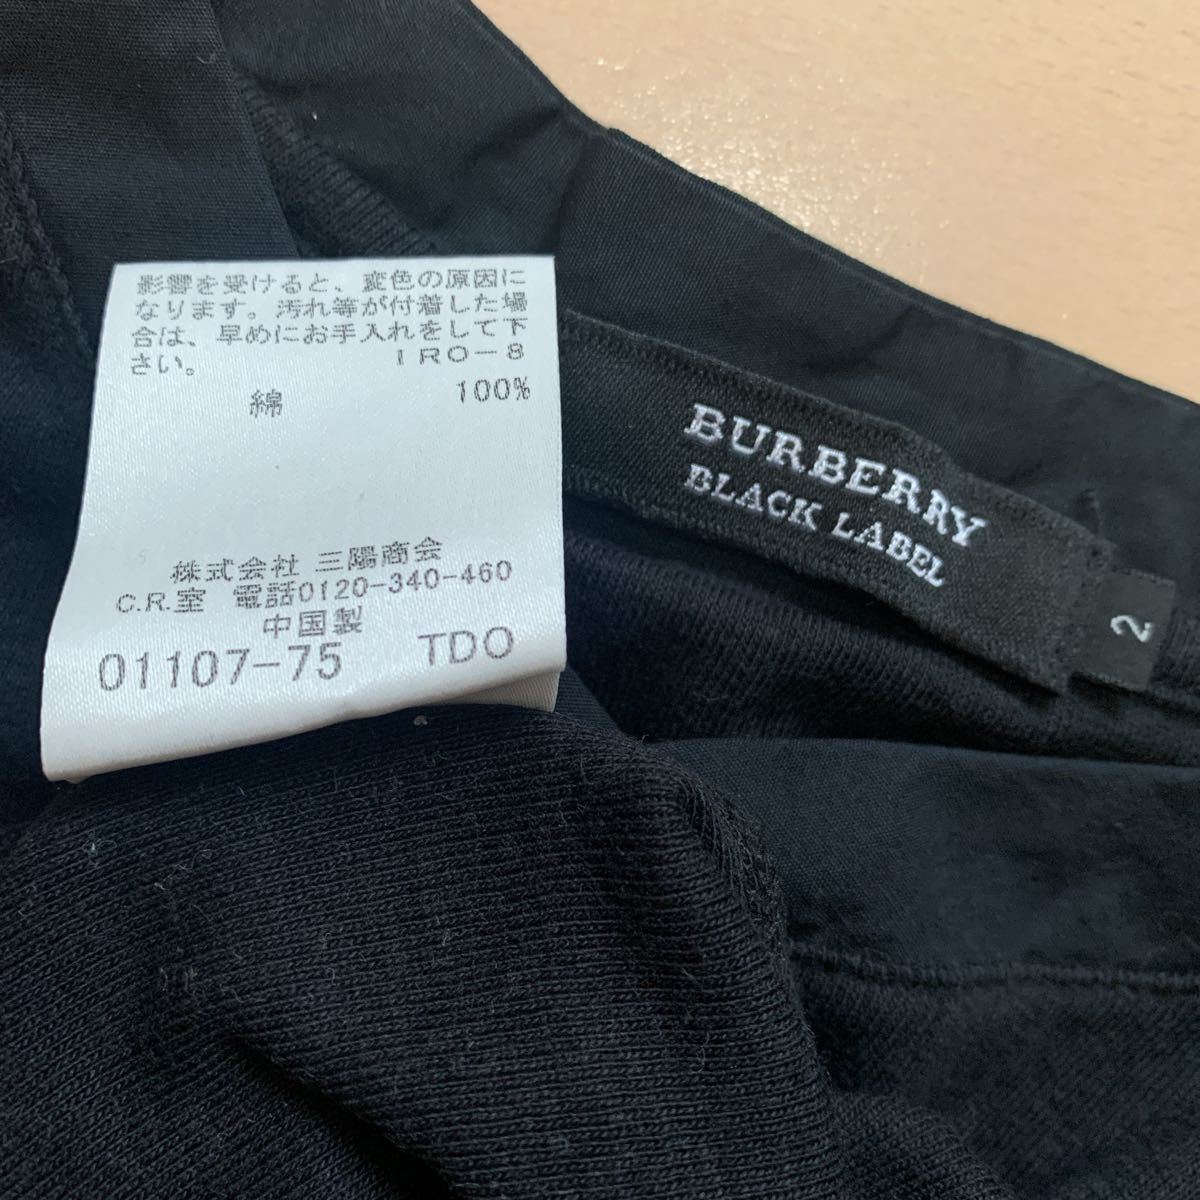 影響を受けると、変色の原因に
なります。汚れ等が付着した場
合は、早めにお手入れをして下
さい。 IRO-8
綿 100%
株式会社 三陽商会
C.R.室 電話0120-340-460
中国製
01107-75 TDO
BURBERRY
BLACK LABEL
2